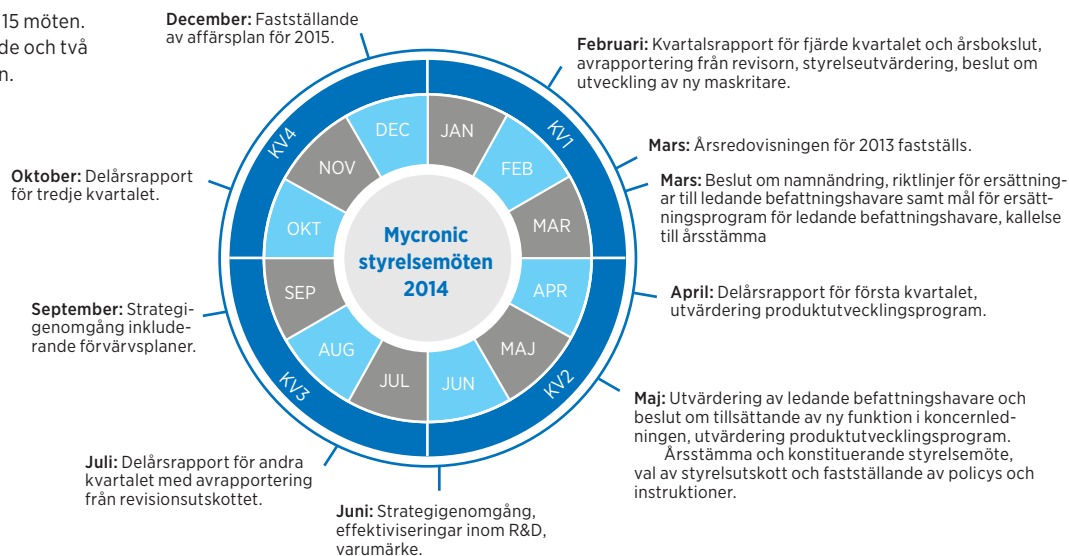 15 möten.
de och två
n.
December: Fastställande
av affärsplan för 2015.
Februari: Kvartalsrapport för fjärde kvartalet och årsbokslut,
avrapportering från revisorn, styrelseutvärdering, beslut om
utveckling av ny maskritare.
Mars: Årsredovisningen för 2013 fastställs.
Mars: Beslut om namnändring, riktlinjer för ersättning-
ar till ledande befattningshavare samt mål för ersätt-
ningsprogram för ledande befattningshavare, kallelse
till årsstämma
April: Delårsrapport för första kvartalet,
utvärdering produktutvecklingsprogram.
Maj: Utvärdering av ledande befattningshavare och
beslut om tillsättande av ny funktion i koncernled-
ningen, utvärdering produktutvecklingsprogram.
Årsstämma och konstituerande styrelsemöte,
val av styrelsutskott och fastställande av policys och
instruktioner.
Juni: Strategigenomgång,
effektiviseringar inom R&D,
varumärke.
Juli: Delårsrapport för andra
kvartalet med avrapportering
från revisionsutskottet.
September: Strategi-
genomgång inklude-
rande förvärvsplaner.
Oktober: Delårsrapport
för tredje kvartalet.
KV1
KV2
KV3
KV4
JAN
FEB
MAR
APR
MAJ
JUN
JUL
AUG
SEP
OKT
NOV
DEC
Mycronic
styrelsemöten
2014